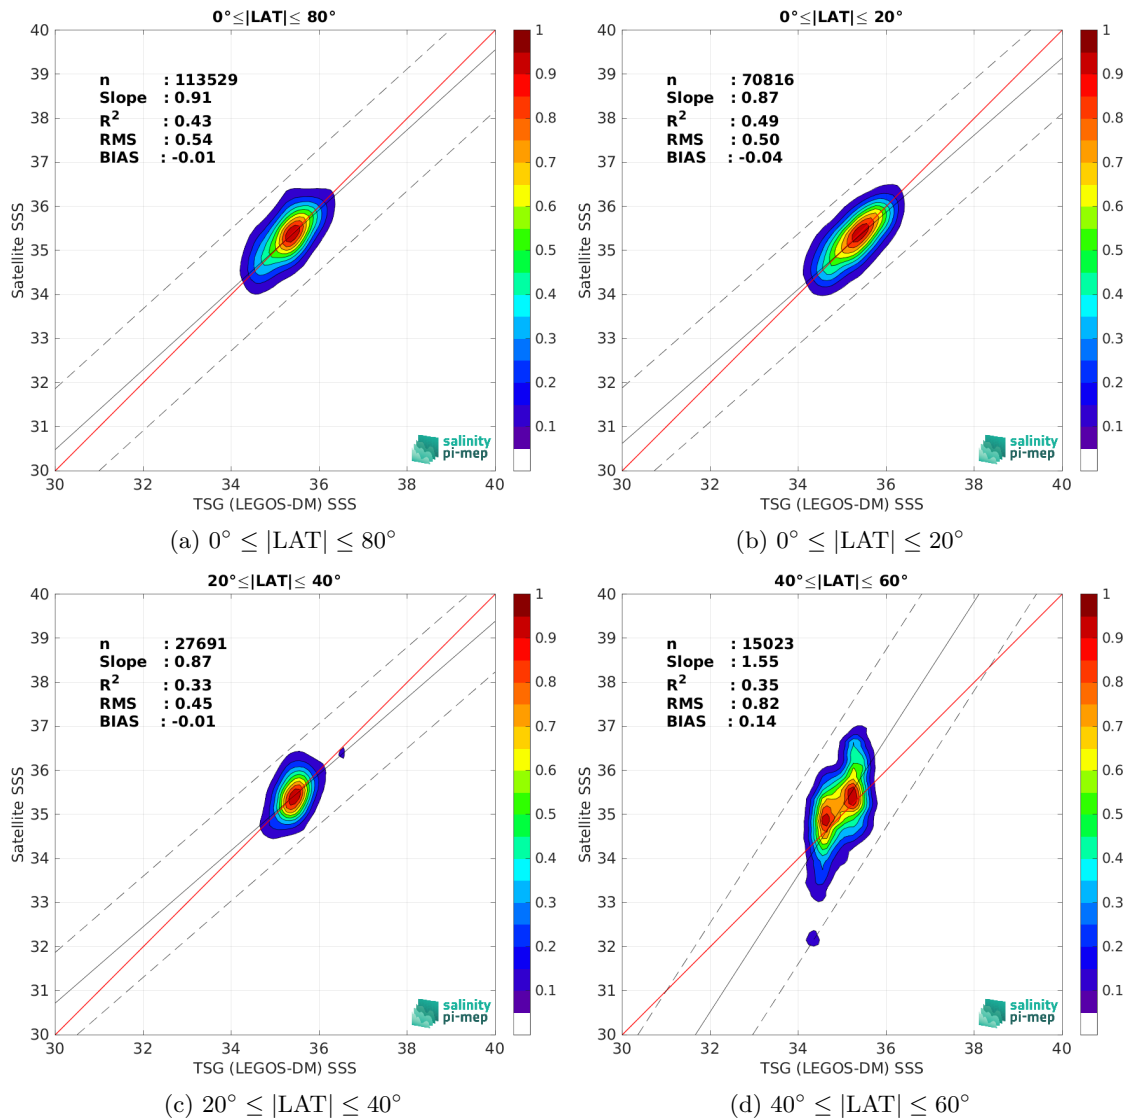 0°≤|LAT|≤ 80°
40
39
38
37
36
35
34
33
32
31
30
30 32 34 36 38 40
Satellite SSS
TSG (LEGOS-DM) SSS
n : 113529
Slope : 0.91
R2 : 0.43
RMS : 0.54
BIAS : -0.01
1
0.9
0.8
0.7
0.6
0.5
0.4
0.3
0.2
0.1
salinity
pi-mep
(a) 0° ≤ |LAT| ≤ 80°
0°≤|LAT|≤ 20°
40
39
38
37
36
35
34
33
32
31
30
30 32 34 36 38 40
Satellite SSS
TSG (LEGOS-DM) SSS
n : 70816
Slope : 0.87
R2 : 0.49
RMS : 0.50
BIAS : -0.04
1
0.9
0.8
0.7
0.6
0.5
0.4
0.3
0.2
0.1
salinity
pi-mep
(b) 0° ≤ |LAT| ≤ 20°
20°≤|LAT|≤ 40°
40
39
38
37
36
35
34
33
32
31
30
30 32 34 36 38 40
Satellite SSS
TSG (LEGOS-DM) SSS
n : 27691
Slope : 0.87
R2 : 0.33
RMS : 0.45
BIAS : -0.01
1
0.9
0.8
0.7
0.6
0.5
0.4
0.3
0.2
0.1
salinity
pi-mep
(c) 20° ≤ |LAT| ≤ 40°
40°≤|LAT|≤ 60°
40
39
38
37
36
35
34
33
32
31
30
30 32 34 36 38 40
Satellite SSS
TSG (LEGOS-DM) SSS
n : 15023
Slope : 1.55
R2 : 0.35
RMS : 0.82
BIAS : 0.14
1
0.9
0.8
0.7
0.6
0.5
0.4
0.3
0.2
0.1
salinity
pi-mep
(d) 40° ≤ |LAT| ≤ 60°